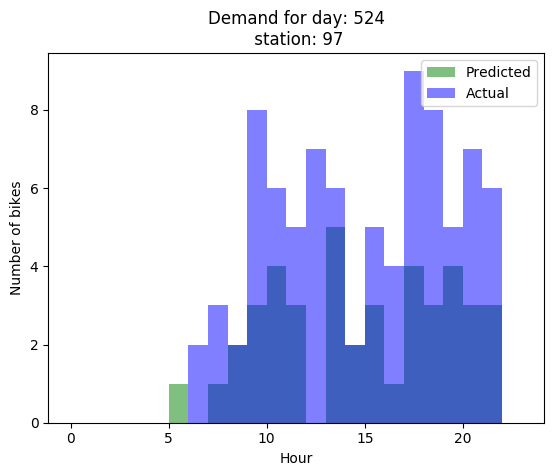 Demand for day: 524
station: 97
Predicted
Actual
8
6
4
2
0
Number of bikes
0 5 10 15 20
Hour